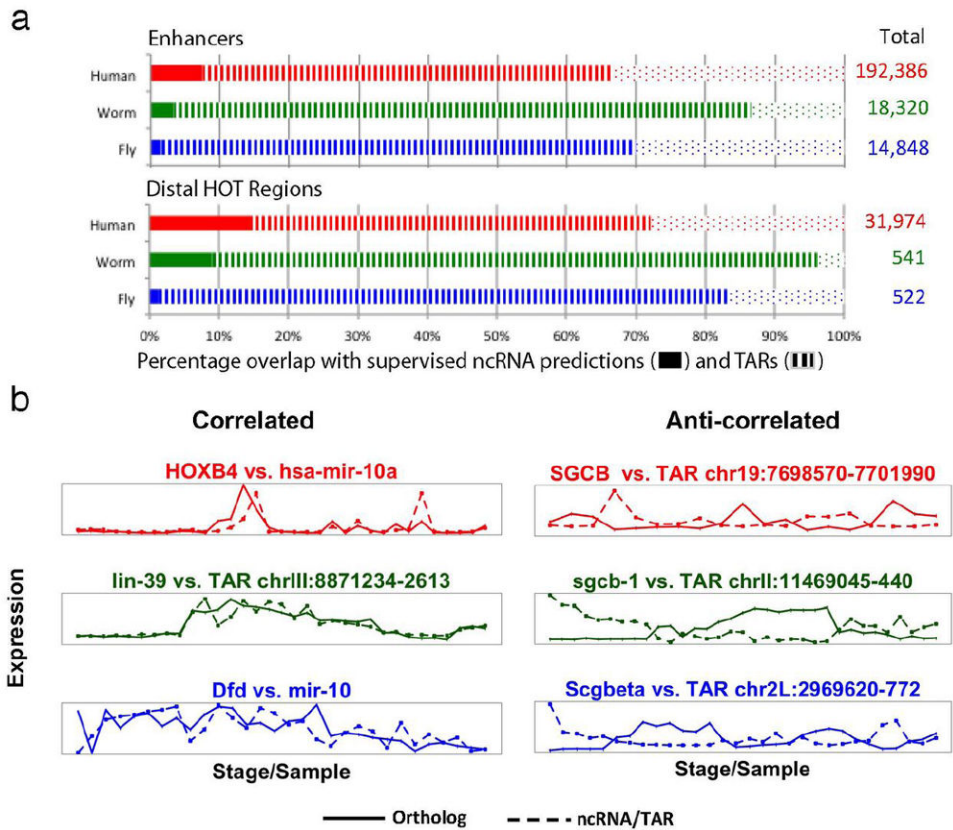 a
Enhancers
Total
Human
192,386
Worm
18,320
Fly
14,848
Distal HOT Regions
Human
31,974
Worm
541
Fly
522
0% 10% 20% 30% 40% 50% 60% 70% 80% 90% 100%
Percentage overlap with supervised ncRNA predictions ( ) and TARs ( )
b
Correlated
Anti-correlated
HOXB4 vs. hsa-mir-10a
SGCB vs. TAR chr19:7698570-7701990
lin-39 vs. TAR chrIII:8871234-2613
sgcb-1 vs. TAR chrII:11469045-440
Expression
Dfd vs. mir-10
Scgbeta vs. TAR chr2L:2969620-772
Stage/Sample
Stage/Sample
Ortholog
ncRNA/TAR